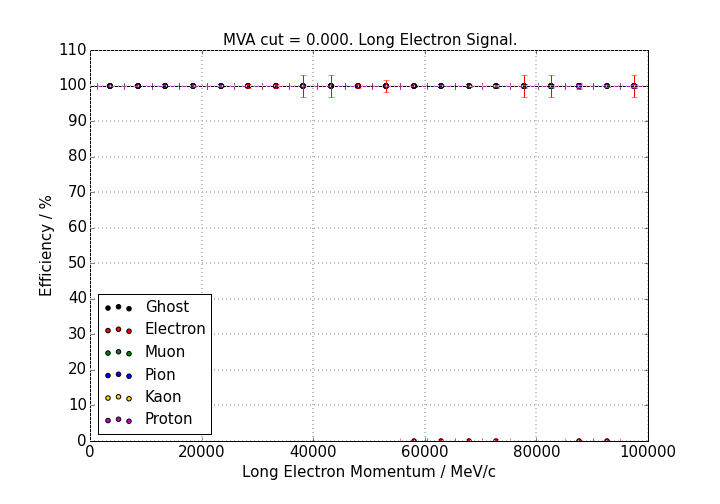 MVA cut = 0.000. Long Electron Signal.
110
100
90
80
70
60
50
40
30
20
10
0
Efficiency / %
Ghost
Electron
Muon
Pion
Kaon
Proton
0 20000 40000 60000 80000 100000
Long Electron Momentum / MeV/c